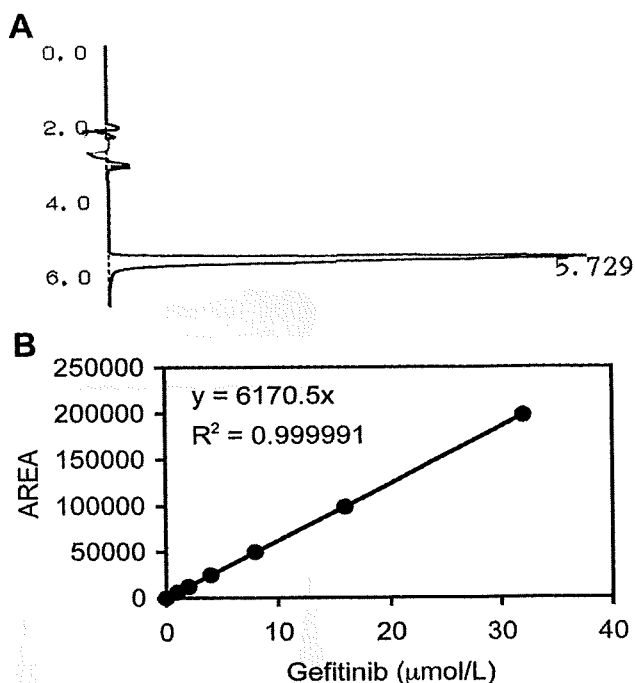 A
0.0
2.0
4.0
6.0
5.729
B
250000
200000
150000
100000
50000
0
y = 6170.5x
R² = 0.999991
AREA
0 10 20 30 40
Gefitinib (µmol/L)